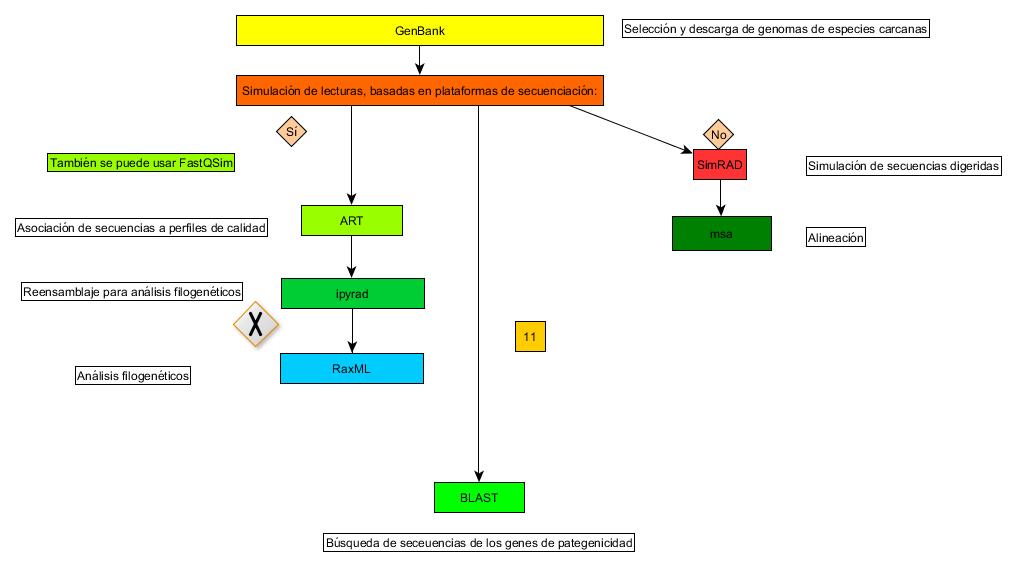 GenBank
Selección y descarga de genomas de especies carcanas
Simulación de lecturas, basadas en plataformas de secuenciación:
Sí
No
También se puede usar FastQSim
SimRAD
Simulación de secuencias digeridas
Asociación de secuencias a perfiles de calidad
ART
msa
Alineación
Reensamblaje para análisis filogenéticos
ipyrad
X
11
Análisis filogenéticos
RaxML
BLAST
Búsqueda de seceuencias de los genes de pategenicidad